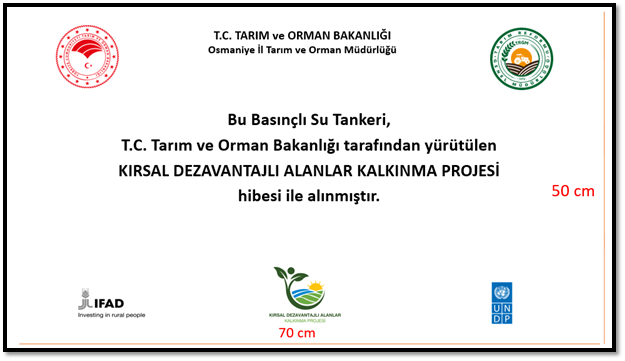 T.C. TARIM ve ORMAN BAKANLIĞI
Osmaniye İl Tarım ve Orman Müdürlüğü
Bu Basınçlı Su Tankeri,
T.C. Tarım ve Orman Bakanlığı tarafından yürütülen
KIRSAL DEZAVANTAJLI ALANLAR KALKINMA PROJESİ
hibesi ile alınmıştır.
50 cm
IFAD
Investing in rural people
KIRSAL DEZAVANTAJLI ALANLAR
KALKINMA PROJESİ
70 cm
U N
D P
TRGM